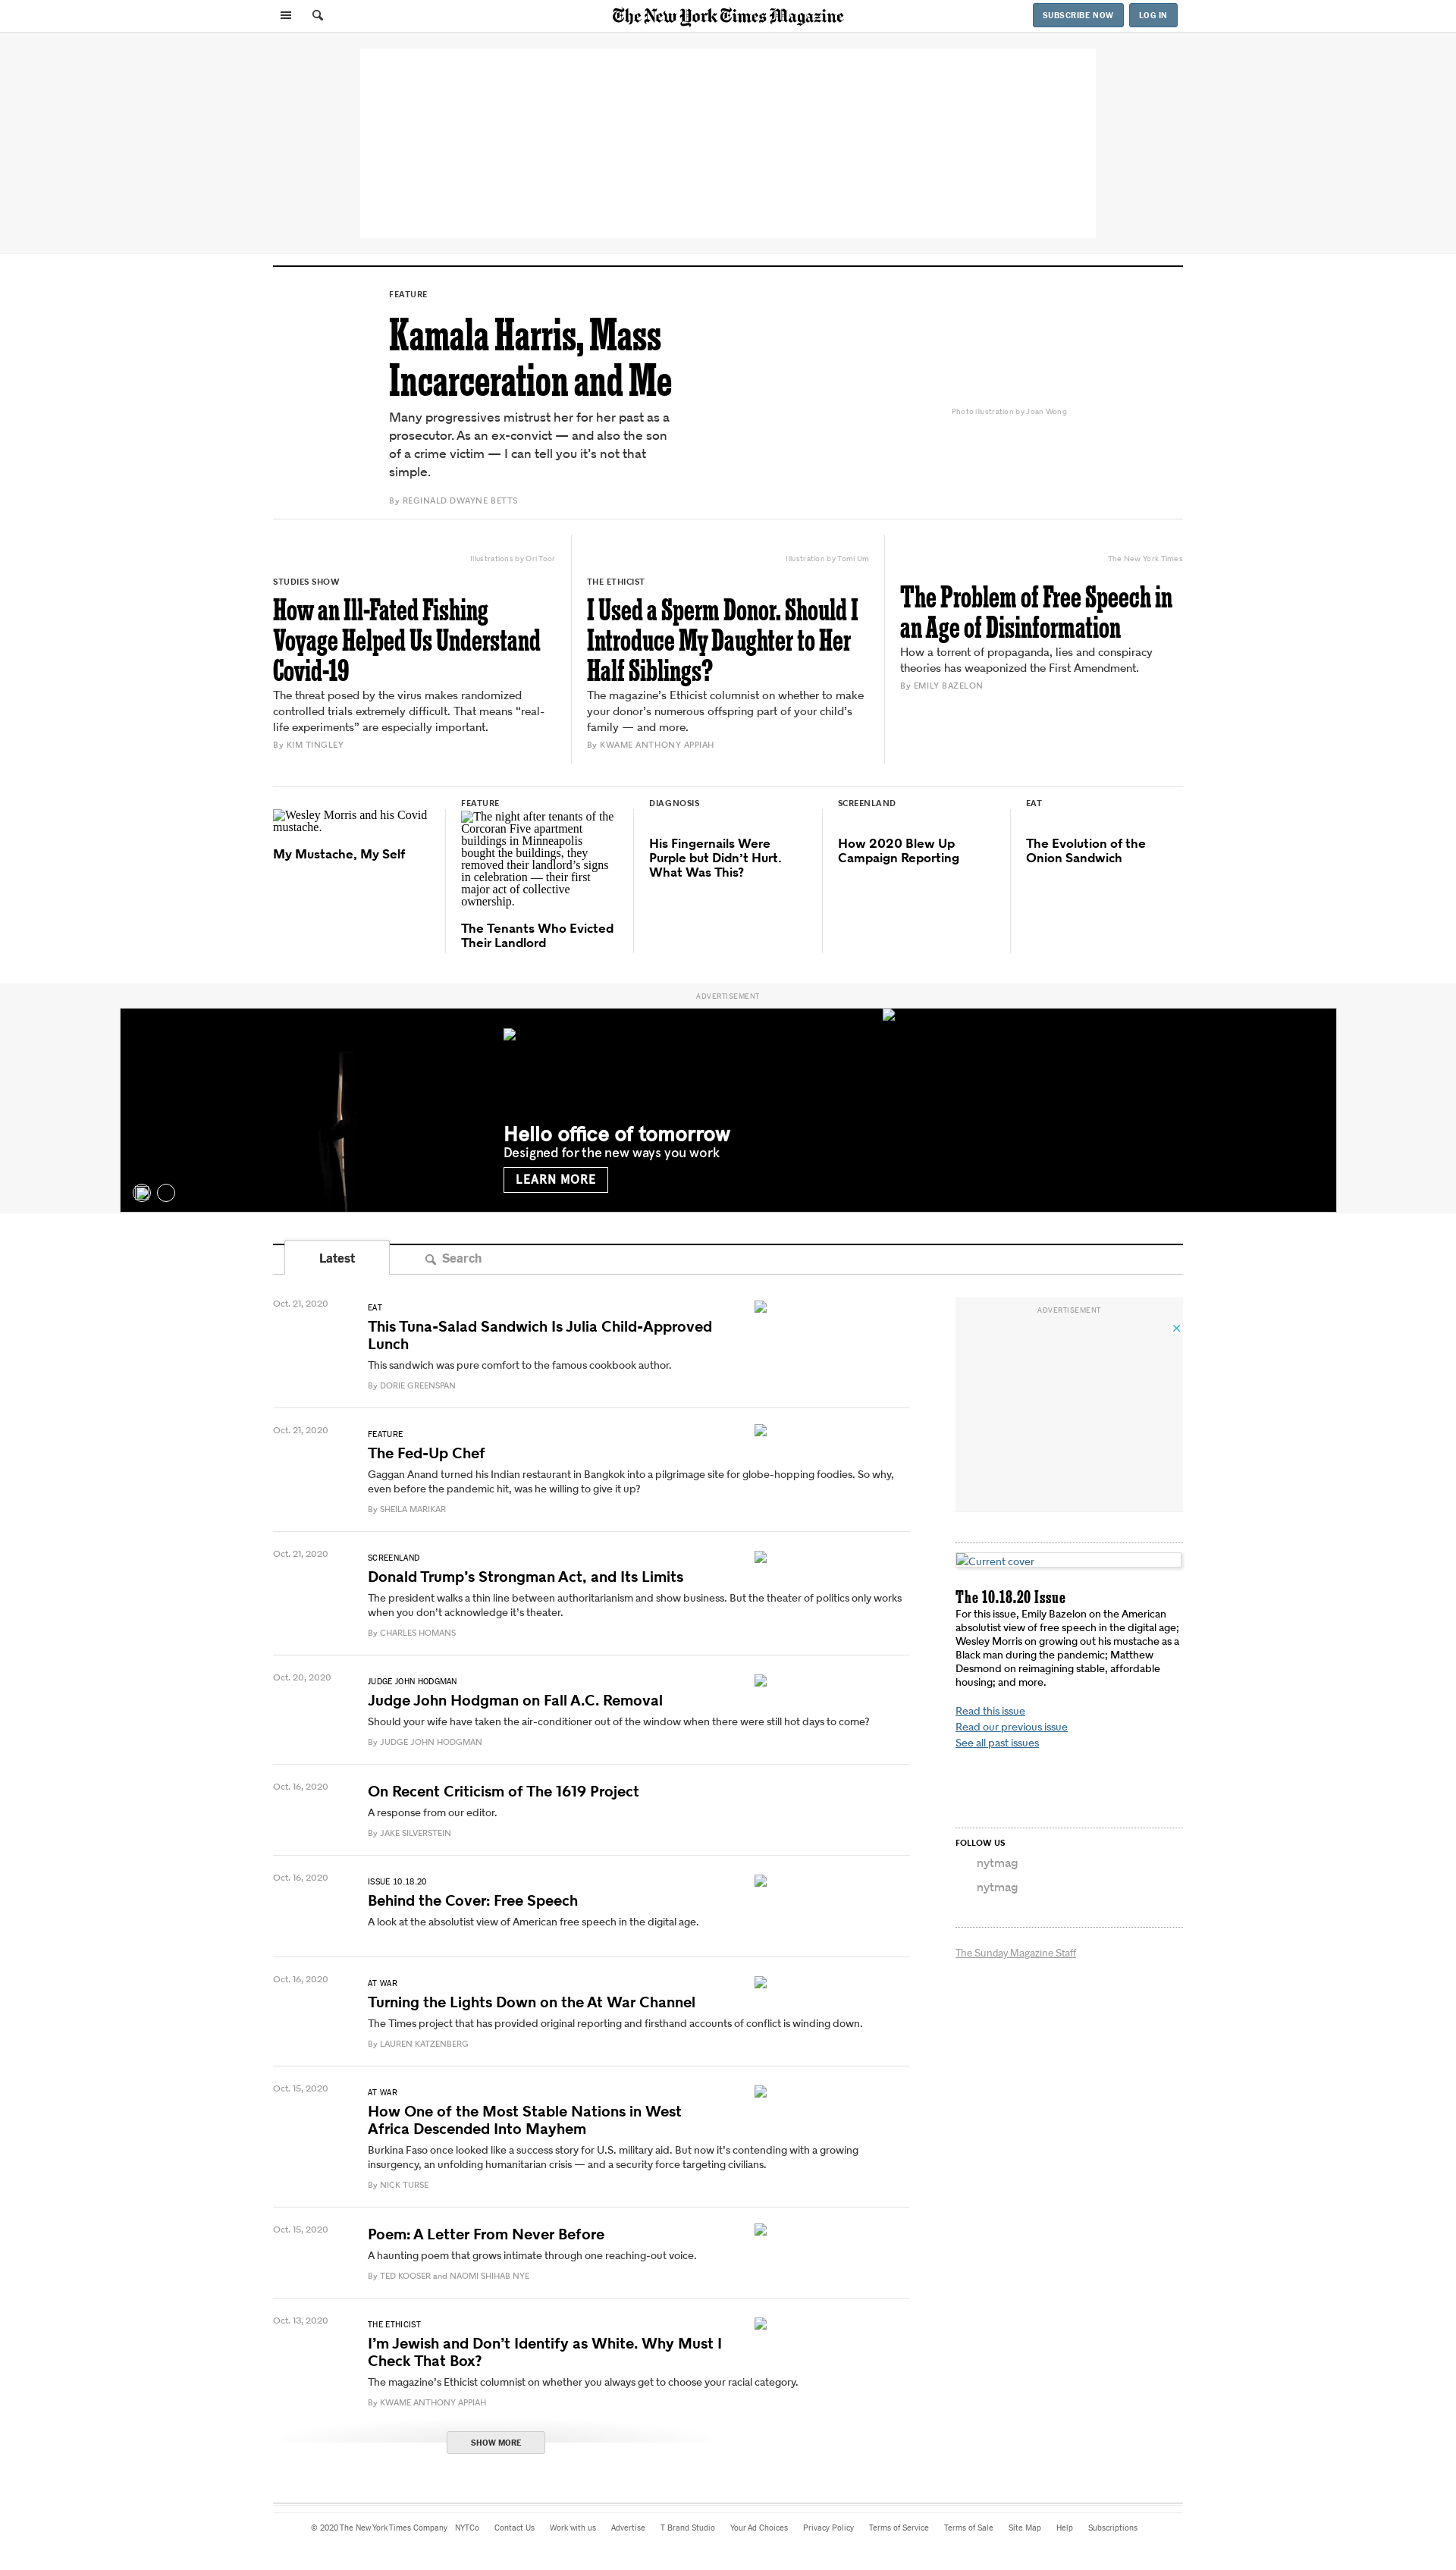 The New York Times Magazine
SUBSCRIBE NOW
LOG IN
FEATURE
Kamala Harris, Mass
Incarceration and Me
Many progressives mistrust her for her past as a
prosecutor. As an ex-convict — and also the son
of a crime victim — I can tell you it’s not that
simple.
By REGINALD DWAYNE BETTS
Photo illustration by Joan Wong
Illustrations by Ori Toor
STUDIES SHOW
How an Ill-Fated Fishing
Voyage Helped Us Understand
Covid-19
The threat posed by the virus makes randomized
controlled trials extremely difficult. That means “real-
life experiments” are especially important.
By KIM TINGLEY
Illustration by Tomi Um
THE ETHICIST
I Used a Sperm Donor. Should I
Introduce My Daughter to Her
Half Siblings?
The magazine’s Ethicist columnist on whether to make
your donor’s numerous offspring part of your child’s
family — and more.
By KWAME ANTHONY APPIAH
The New York Times
The Problem of Free Speech in
an Age of Disinformation
How a torrent of propaganda, lies and conspiracy
theories has weaponized the First Amendment.
By EMILY BAZELON
Wesley Morris and his Covid
mustache.
My Mustache, My Self
FEATURE
The night after tenants of the
Corcoran Five apartment
buildings in Minneapolis
bought the buildings, they
removed their landlord’s signs
in celebration — their first
major act of collective
ownership.
The Tenants Who Evicted
Their Landlord
DIAGNOSIS
His Fingernails Were
Purple but Didn’t Hurt.
What Was This?
SCREENLAND
How 2020 Blew Up
Campaign Reporting
EAT
The Evolution of the
Onion Sandwich
ADVERTISEMENT
Hello office of tomorrow
Designed for the new ways you work
LEARN MORE
Latest
Search
Oct. 21, 2020
EAT
This Tuna-Salad Sandwich Is Julia Child-Approved
Lunch
This sandwich was pure comfort to the famous cookbook author.
By DORIE GREENSPAN
Oct. 21, 2020
FEATURE
The Fed-Up Chef
Gaggan Anand turned his Indian restaurant in Bangkok into a pilgrimage site for globe-hopping foodies. So why,
even before the pandemic hit, was he willing to give it up?
By SHEILA MARIKAR
Oct. 21, 2020
SCREENLAND
Donald Trump’s Strongman Act, and Its Limits
The president walks a thin line between authoritarianism and show business. But the theater of politics only works
when you don’t acknowledge it’s theater.
By CHARLES HOMANS
Oct. 20, 2020
JUDGE JOHN HODGMAN
Judge John Hodgman on Fall A.C. Removal
Should your wife have taken the air-conditioner out of the window when there were still hot days to come?
By JUDGE JOHN HODGMAN
Oct. 16, 2020
On Recent Criticism of The 1619 Project
A response from our editor.
By JAKE SILVERSTEIN
Oct. 16, 2020
ISSUE 10.18.20
Behind the Cover: Free Speech
A look at the absolutist view of American free speech in the digital age.
Oct. 16, 2020
AT WAR
Turning the Lights Down on the At War Channel
The Times project that has provided original reporting and firsthand accounts of conflict is winding down.
By LAUREN KATZENBERG
Oct. 15, 2020
AT WAR
How One of the Most Stable Nations in West
Africa Descended Into Mayhem
Burkina Faso once looked like a success story for U.S. military aid. But now it’s contending with a growing
insurgency, an unfolding humanitarian crisis — and a security force targeting civilians.
By NICK TURSE
Oct. 15, 2020
Poem: A Letter From Never Before
A haunting poem that grows intimate through one reaching-out voice.
By TED KOOSER and NAOMI SHIHAB NYE
Oct. 13, 2020
THE ETHICIST
I’m Jewish and Don’t Identify as White. Why Must I
Check That Box?
The magazine’s Ethicist columnist on whether you always get to choose your racial category.
By KWAME ANTHONY APPIAH
SHOW MORE
ADVERTISEMENT
Current cover
The 10.18.20 Issue
For this issue, Emily Bazelon on the American
absolutist view of free speech in the digital age;
Wesley Morris on growing out his mustache as a
Black man during the pandemic; Matthew
Desmond on reimagining stable, affordable
housing; and more.
Read this issue
Read our previous issue
See all past issues
FOLLOW US
nytmag
nytmag
The Sunday Magazine Staff
© 2020 The New York Times Company NYTCo Contact Us Work with us Advertise T Brand Studio Your Ad Choices Privacy Policy Terms of Service Terms of Sale Site Map Help Subscriptions